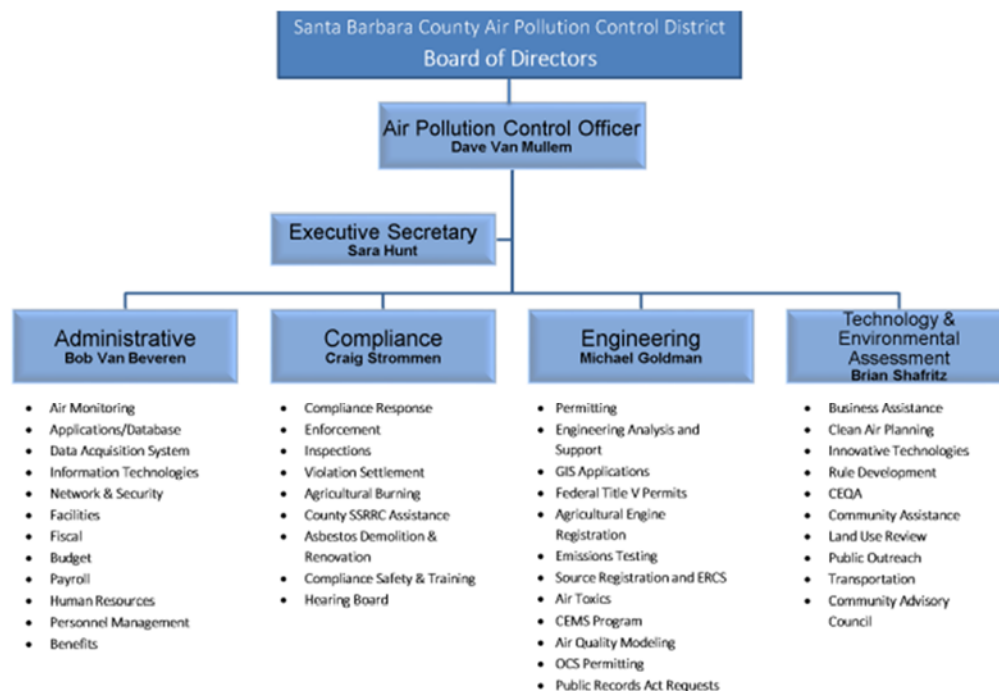 Santa Barbara County Air Pollution Control District
Board of Directors
Air Pollution Control Officer
Dave Van Mullem
Executive Secretary
Sara Hunt
Administrative
Bob Van Beveren
• Air Monitoring
• Applications/Database
• Data Acquisition System
• Information Technologies
• Network & Security
• Facilities
• Fiscal
• Budget
• Payroll
• Human Resources
• Personnel Management
• Benefits
Compliance
Craig Strommen
• Compliance Response
• Enforcement
• Inspections
• Violation Settlement
• Agricultural Burning
• County SSRRC Assistance
• Asbestos Demolition &
Renovation
• Compliance Safety & Training
• Hearing Board
Engineering
Michael Goldman
• Permitting
• Engineering Analysis and
Support
• GIS Applications
• Federal Title V Permits
• Agricultural Engine
Registration
• Emissions Testing
• Source Registration and ERCS
• Air Toxics
• CEMS Program
• Air Quality Modeling
• OCS Permitting
• Public Records Act Requests
Technology &
Environmental
Assessment
Brian Shafritz
• Business Assistance
• Clean Air Planning
• Innovative Technologies
• Rule Development
• CEQA
• Community Assistance
• Land Use Review
• Public Outreach
• Transportation
• Community Advisory
Council